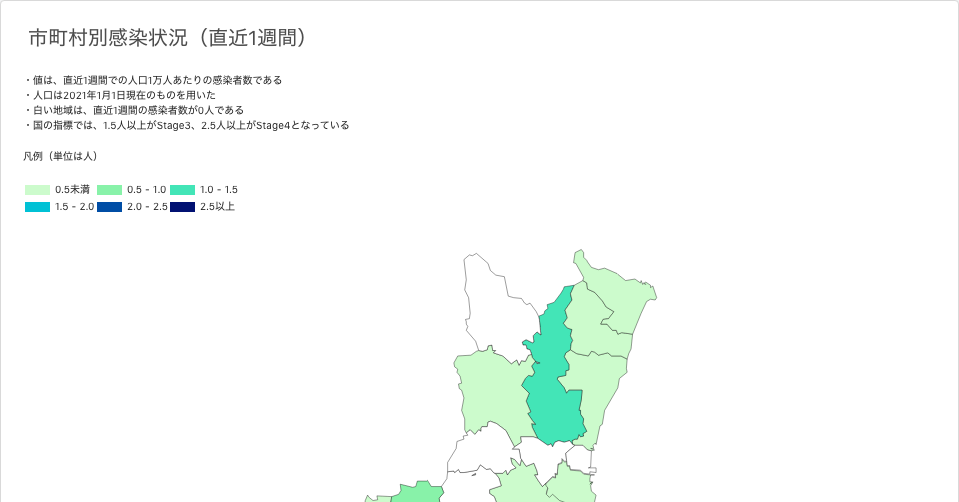 市町村別感染状況（直近1週間）
・値は、直近1週間での人口1万人あたりの感染者数である
・人口は2021年1月1日現在のものを用いた
・白い地域は、直近1週間の感染者数が0人である
・国の指標では、1.5人以上がStage3、2.5人以上がStage4となっている
凡例（単位は人）
0.5未満 0.5 - 1.0 1.0 - 1.5
1.5 - 2.0 2.0 - 2.5 2.5以上